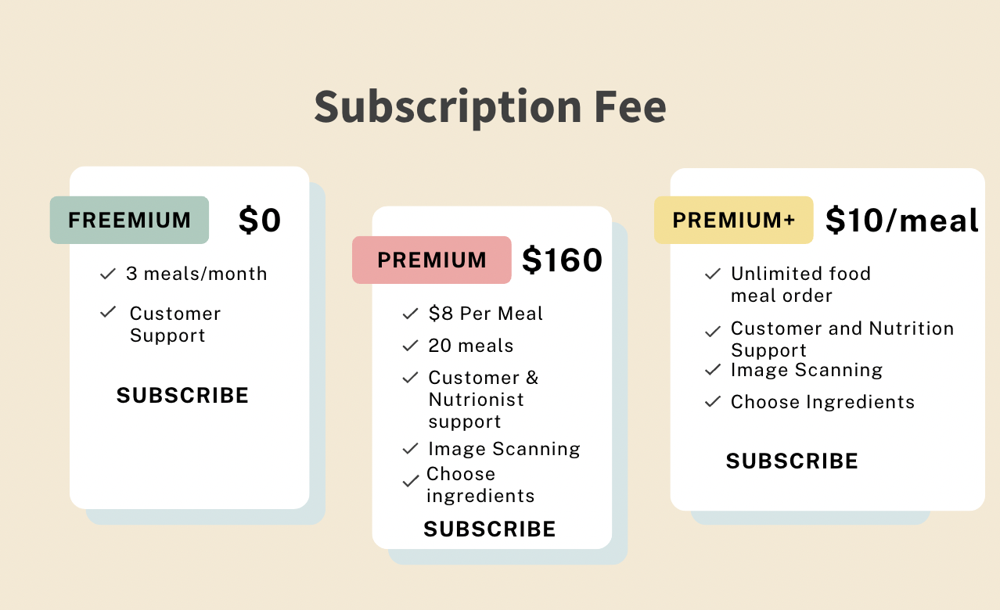 Subscription Fee
FREEMIUM
$0
3 meals/month
Customer
Support
SUBSCRIBE
PREMIUM
$160
$8 Per Meal
20 meals
Customer &
Nutrionist
support
Image Scanning
Choose
ingredients
SUBSCRIBE
PREMIUM+
$10/meal
Unlimited food
meal order
Customer and Nutrition
Support
Image Scanning
Choose Ingredients
SUBSCRIBE